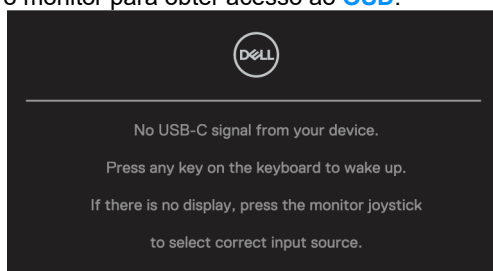 o monitor para obter acesso ao OSD.
DELL
No USB-C signal from your device.
Press any key on the keyboard to wake up.
If there is no display, press the monitor joystick
to select correct input source.